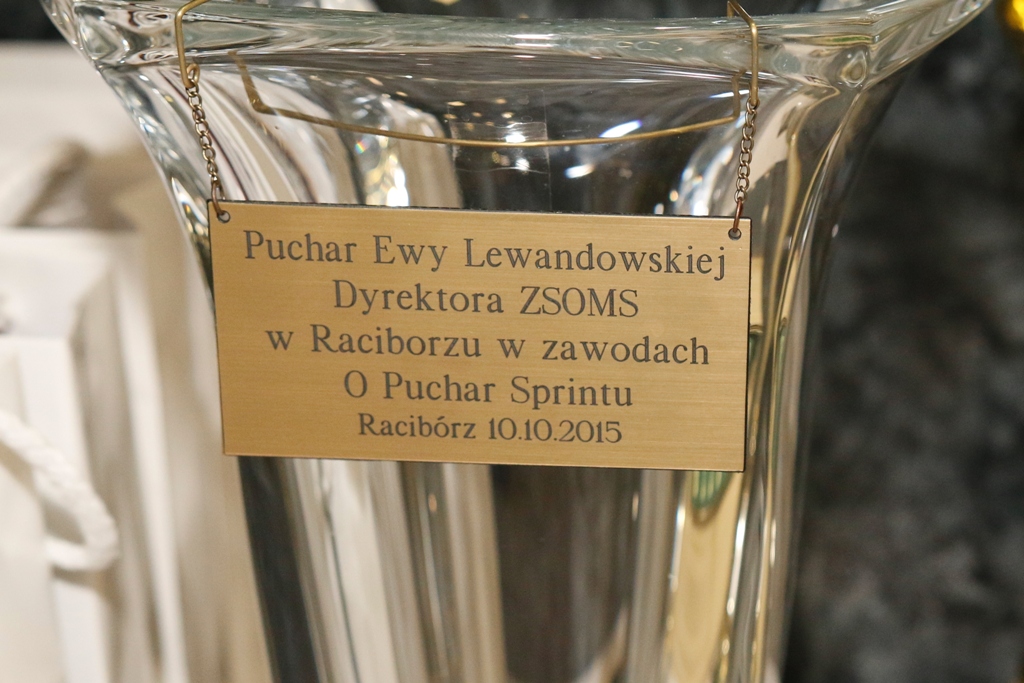 Puchar Ewy Lewandowskiej
Dyrektora ZSOMS
w Raciborzu w zawodach
O Puchar Sprintu
Racibórz 10.10.2015